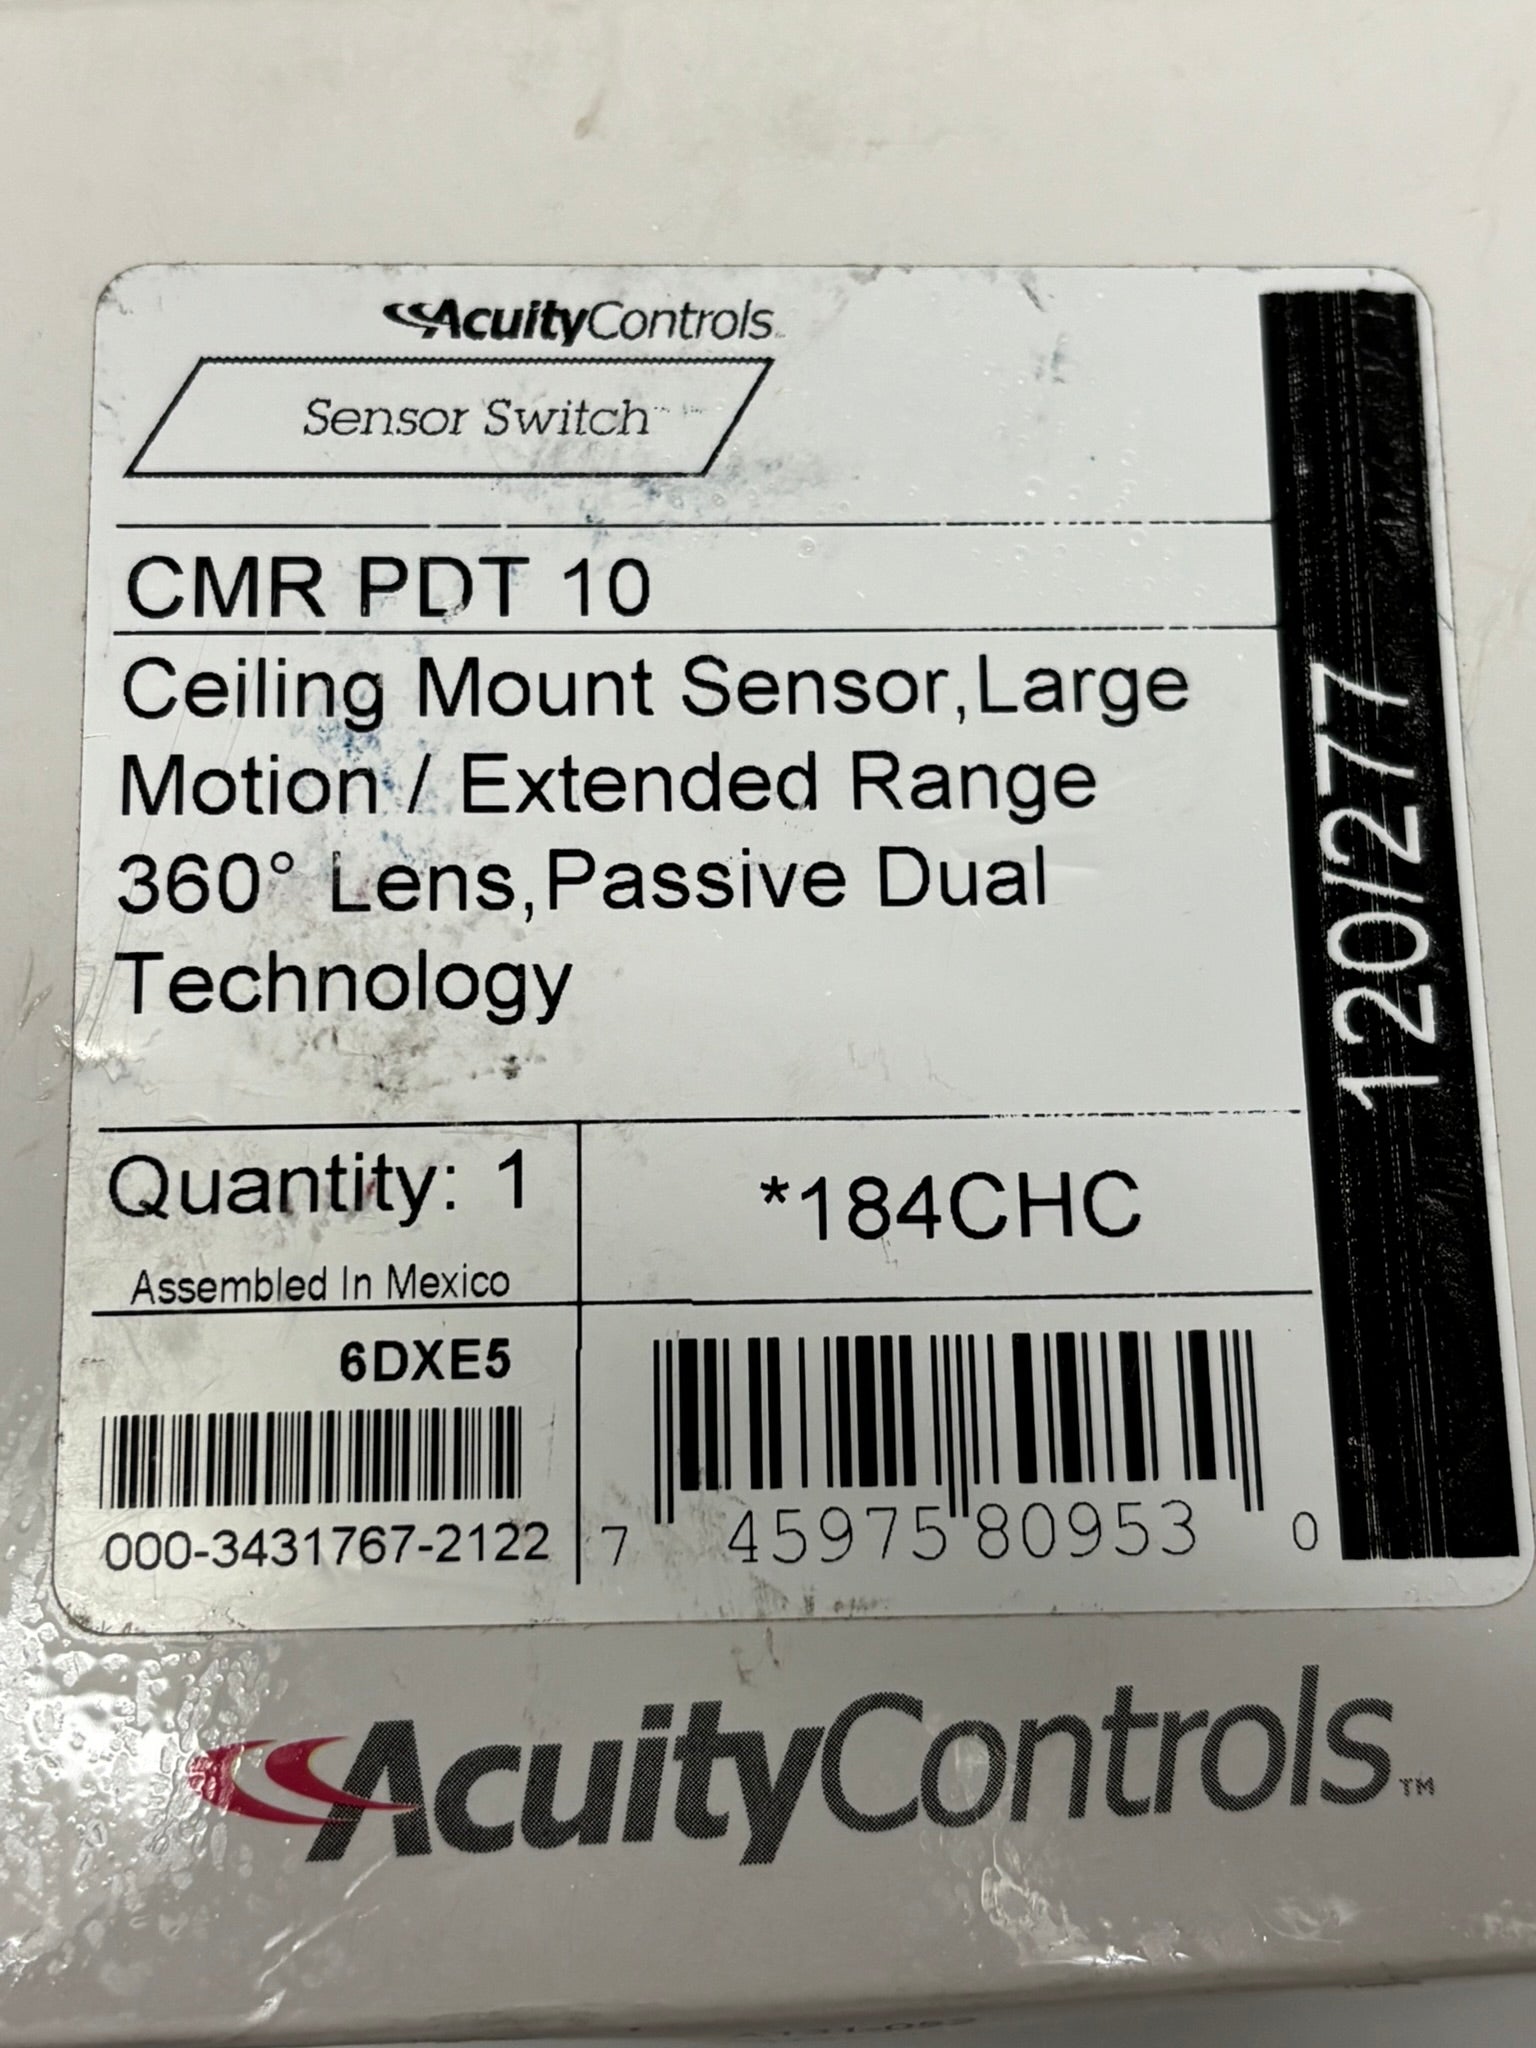 AcuityControls
Sensor Switch
CMR PDT 10
Ceiling Mount Sensor,Large
Motion / Extended Range
360° Lens,Passive Dual
Technology
120/277
Quantity: 1
Assembled In Mexico
*184CHC
6DXE5
000-3431767-2122
7 45975 80953 0
AcuityControls™